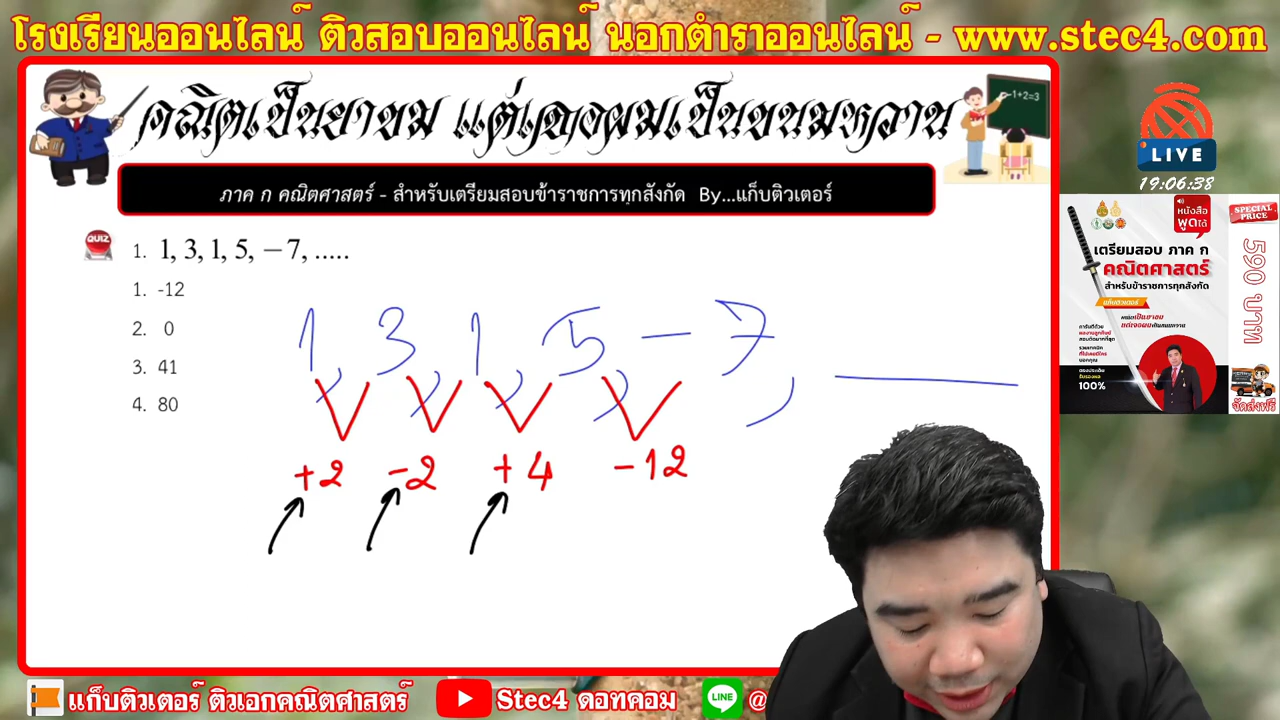 โรงเรียนออนไลน์ ติวสอบออนไลน์ นอกตำราออนไลน์ - www.stec4.com
คณิตเป็นยาขม แต่เจอผมเป็นขนมหวาน
-1+2=3
ภาค ก คณิตศาสตร์ - สำหรับเตรียมสอบข้าราชการทุกสังกัด By...แก็บติวเตอร์
LIVE
19:06:38
QUIZ
1. 1, 3, 1, 5, −7, .....
1. -12
2. 0
3. 41
4. 80
1, 3, 1, 5, -7, ____
+2 -2 +4 -12
หนังสือ
พูดได้
SPECIAL
PRICE
เตรียมสอบ ภาค ก
คณิตศาสตร์
สำหรับข้าราชการทุกสังกัด
แก็บติวเตอร์
100%
590 บาท
จัดส่งฟรี
แก็บติวเตอร์ ติวเอกคณิตศาสตร์
Stec4 ดอทคอม
LINE @